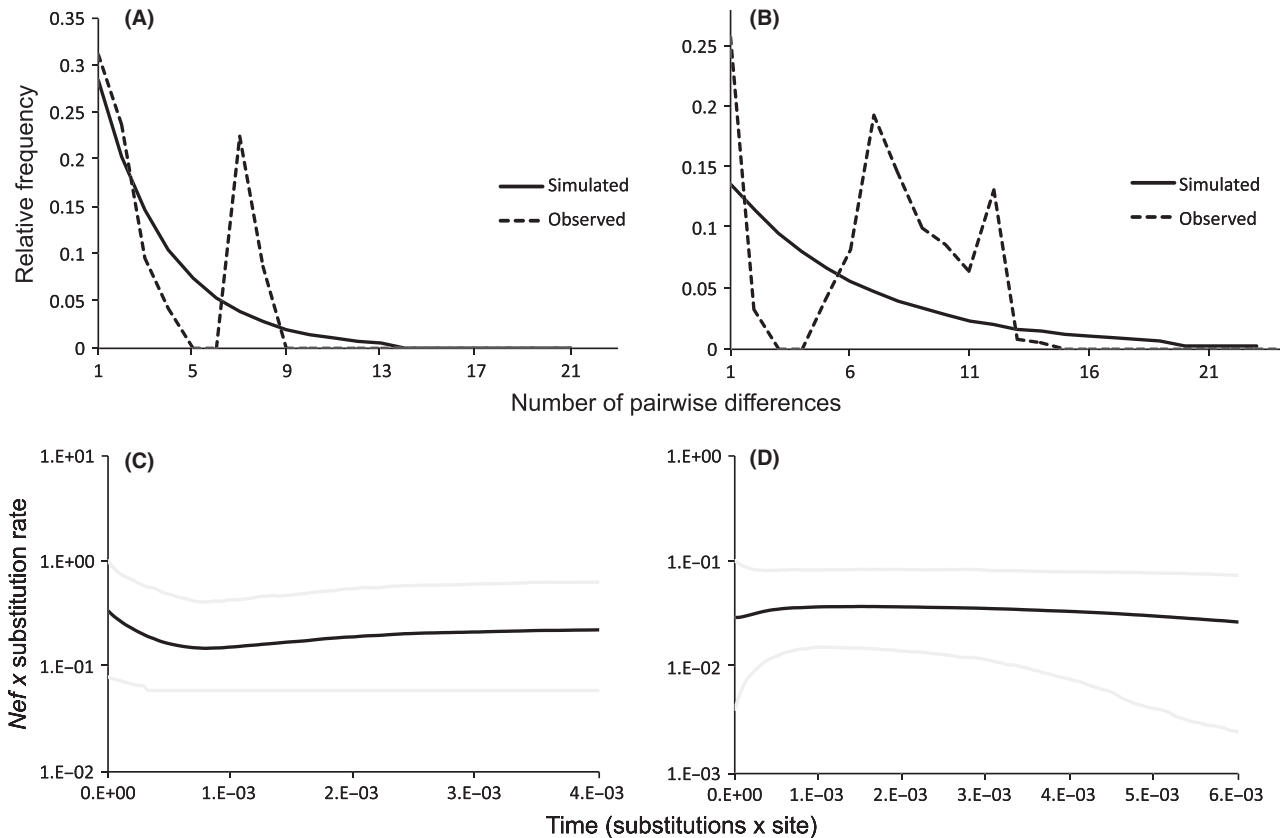 (A)
0.35
0.3
0.25
0.2
0.15
0.1
0.05
0
1
5
9
13
17
21
Relative frequency
Simulated
Observed
(B)
0.25
0.2
0.15
0.1
0.05
0
1
6
11
16
21
Simulated
Observed
Number of pairwise differences
(C)
1.E+01
1.E+00
1.E–01
1.E–02
0.E+00
1.E–03
2.E–03
3.E–03
4.E–03
Nef x substitution rate
(D)
1.E+00
1.E–01
1.E–02
1.E–03
0.E+00
1.E–03
2.E–03
3.E–03
4.E–03
5.E–03
6.E–03
Time (substitutions x site)